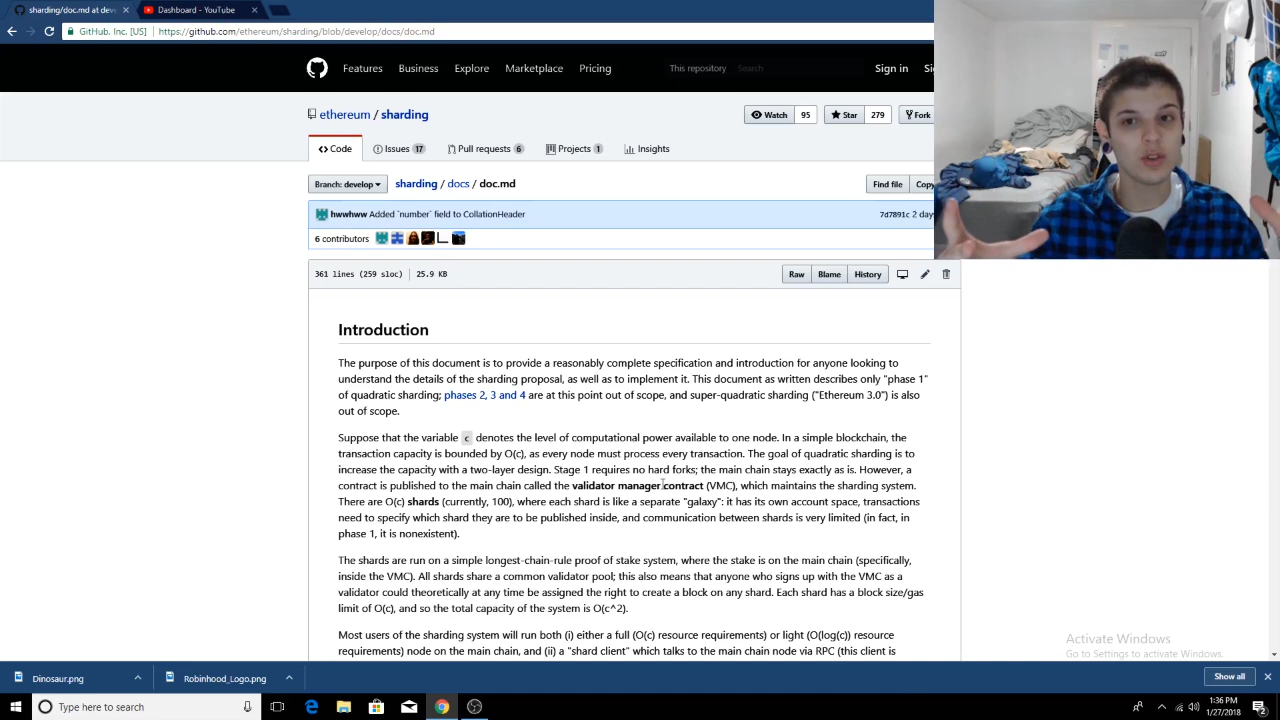 sharding/doc.md at de
Dashboard - YouTube
GitHub, Inc. [US]
https://github.com/ethereum/sharding/blob/develop/docs/doc.md
Features
Business
Explore
Marketplace
Pricing
This repository
Search
Sign in
ethereum / sharding
Watch 95
Star 279
Fork
Code
Issues 17
Pull requests 6
Projects 1
Insights
Branch: develop
sharding / docs / doc.md
Find file
Copy
hwwhww Added `number` field to CollationHeader
7d7891c 2 days
6 contributors
361 lines (259 sloc) | 25.9 KB
Raw
Blame
History
Introduction
The purpose of this document is to provide a reasonably complete specification and introduction for anyone looking to
understand the details of the sharding proposal, as well as to implement it. This document as written describes only "phase 1"
of quadratic sharding; phases 2, 3 and 4 are at this point out of scope, and super-quadratic sharding ("Ethereum 3.0") is also
out of scope.
Suppose that the variable c denotes the level of computational power available to one node. In a simple blockchain, the
transaction capacity is bounded by O(c), as every node must process every transaction. The goal of quadratic sharding is to
increase the capacity with a two-layer design. Stage 1 requires no hard forks; the main chain stays exactly as is. However, a
contract is published to the main chain called the validator manager contract (VMC), which maintains the sharding system.
There are O(c) shards (currently, 100), where each shard is like a separate "galaxy": it has its own account space, transactions
need to specify which shard they are to be published inside, and communication between shards is very limited (in fact, in
phase 1, it is nonexistent).
The shards are run on a simple longest-chain-rule proof of stake system, where the stake is on the main chain (specifically,
inside the VMC). All shards share a common validator pool; this also means that anyone who signs up with the VMC as a
validator could theoretically at any time be assigned the right to create a block on any shard. Each shard has a block size/gas
limit of O(c), and so the total capacity of the system is O(c^2).
Most users of the sharding system will run both (i) either a full (O(c) resource requirements) or light (O(log(c)) resource
requirements) node on the main chain, and (ii) a "shard client" which talks to the main chain node via RPC (this client is
Activate Windows
Go to Settings to activate Windows.
Dinosaur.png
Robinhood_Logo.png
Show all
Type here to search
1:36 PM
1/27/2018
2